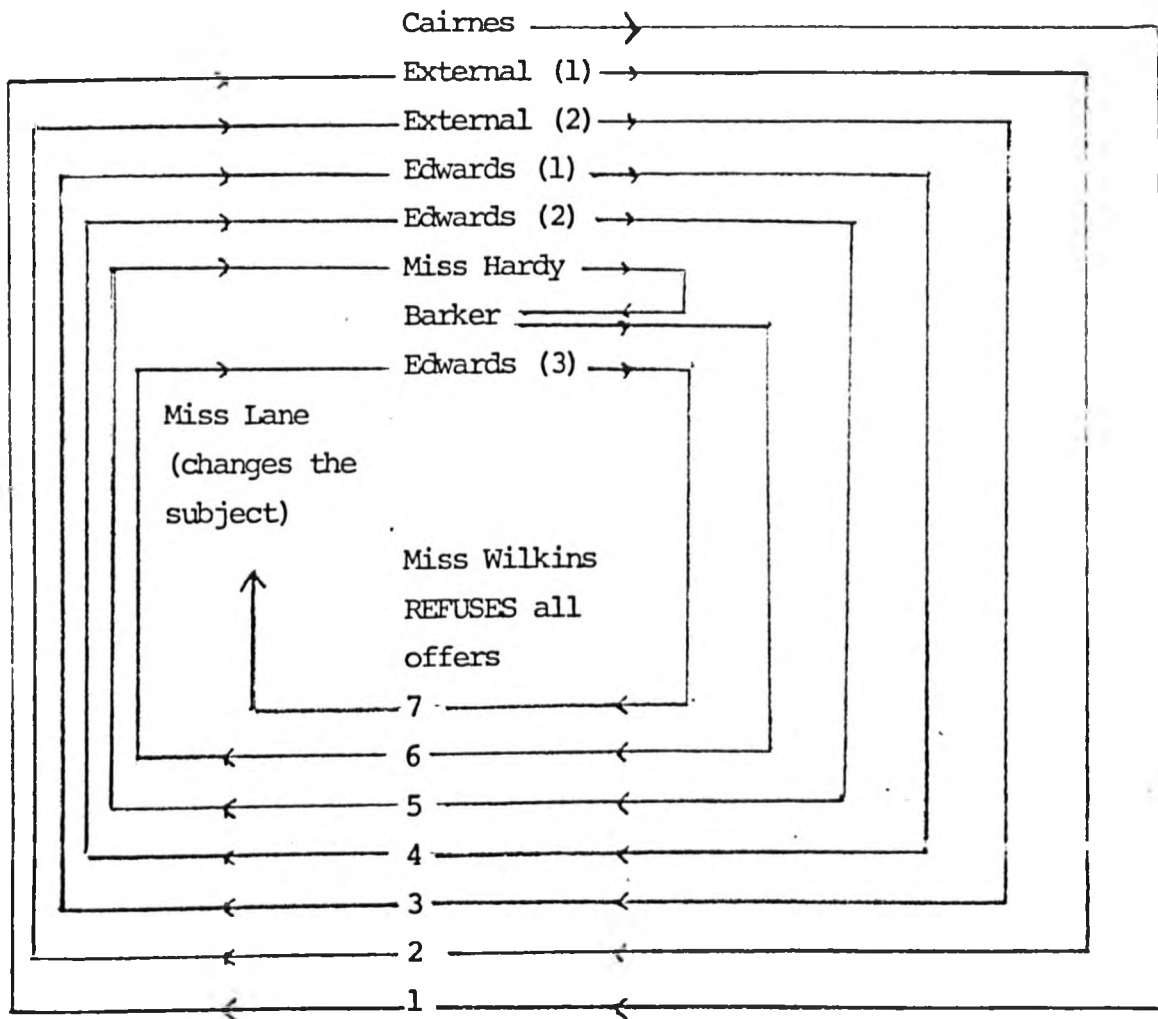 Cairnes
External (1)
External (2)
Edwards (1)
Edwards (2)
Miss Hardy
Barker
Edwards (3)
Miss Lane
(changes the
subject)
Miss Wilkins
REFUSES all
offers
7
6
5
4
3
2
1